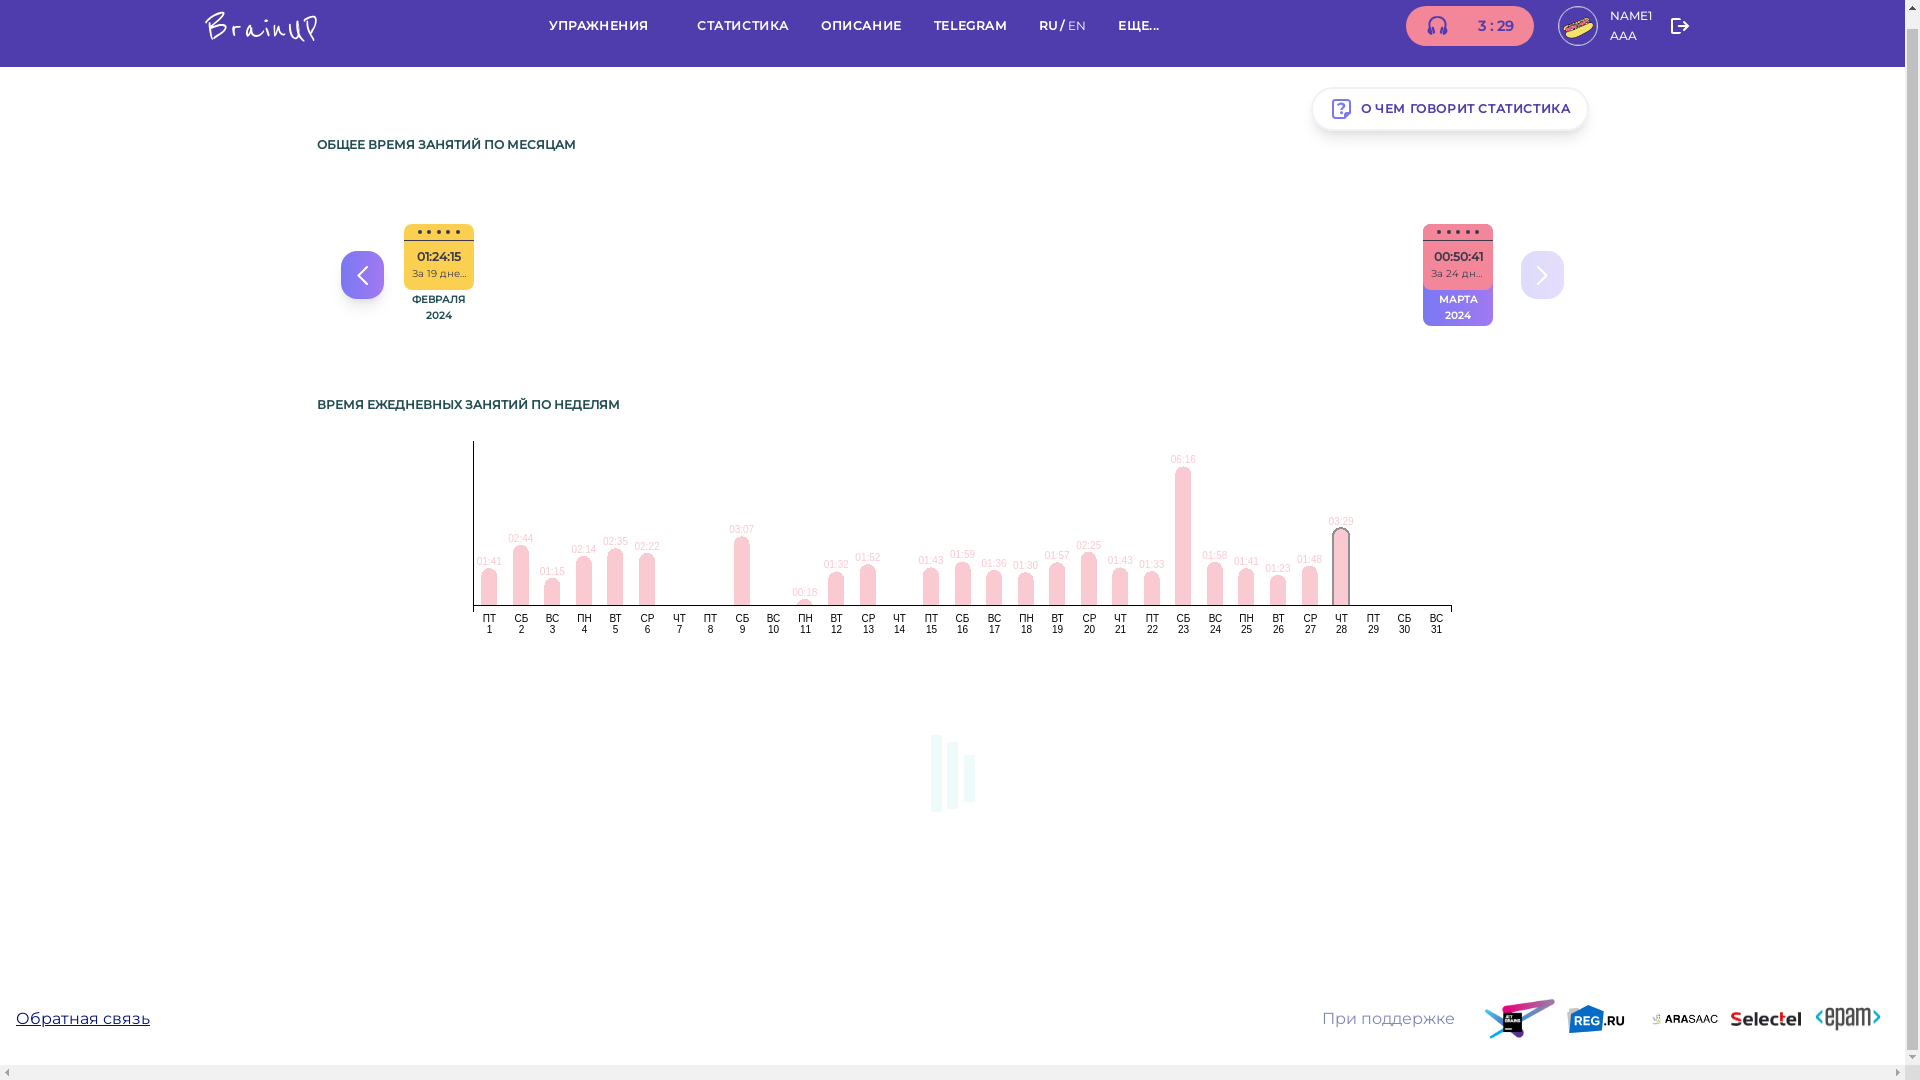 BrainUP
УПРАЖНЕНИЯ СТАТИСТИКА ОПИСАНИЕ TELEGRAM RU / EN ЕЩЕ...
3 : 29
NAME1
AAA
О ЧЕМ ГОВОРИТ СТАТИСТИКА
ОБЩЕЕ ВРЕМЯ ЗАНЯТИЙ ПО МЕСЯЦАМ
01:24:15
За 19 дне...
ФЕВРАЛЯ
2024
00:50:41
За 24 дн...
МАРТА
2024
ВРЕМЯ ЕЖЕДНЕВНЫХ ЗАНЯТИЙ ПО НЕДЕЛЯМ
01:41 02:44 01:15 02:14 02:35 02:22 03:07 00:18 01:32 01:52 01:43 01:59 01:36 01:30 01:57 02:25 01:43 01:33 06:16 01:58 01:41 01:23 01:48 03:29
ПТ СБ ВС ПН ВТ СР ЧТ ПТ СБ ВС ПН ВТ СР ЧТ ПТ СБ ВС ПН ВТ СР ЧТ ПТ СБ ВС ПН ВТ СР ЧТ ПТ СБ ВС
1 2 3 4 5 6 7 8 9 10 11 12 13 14 15 16 17 18 19 20 21 22 23 24 25 26 27 28 29 30 31
Обратная связь
При поддержке
JET BRAINS
REG.RU
ARASAAC
Selectel
<epam>